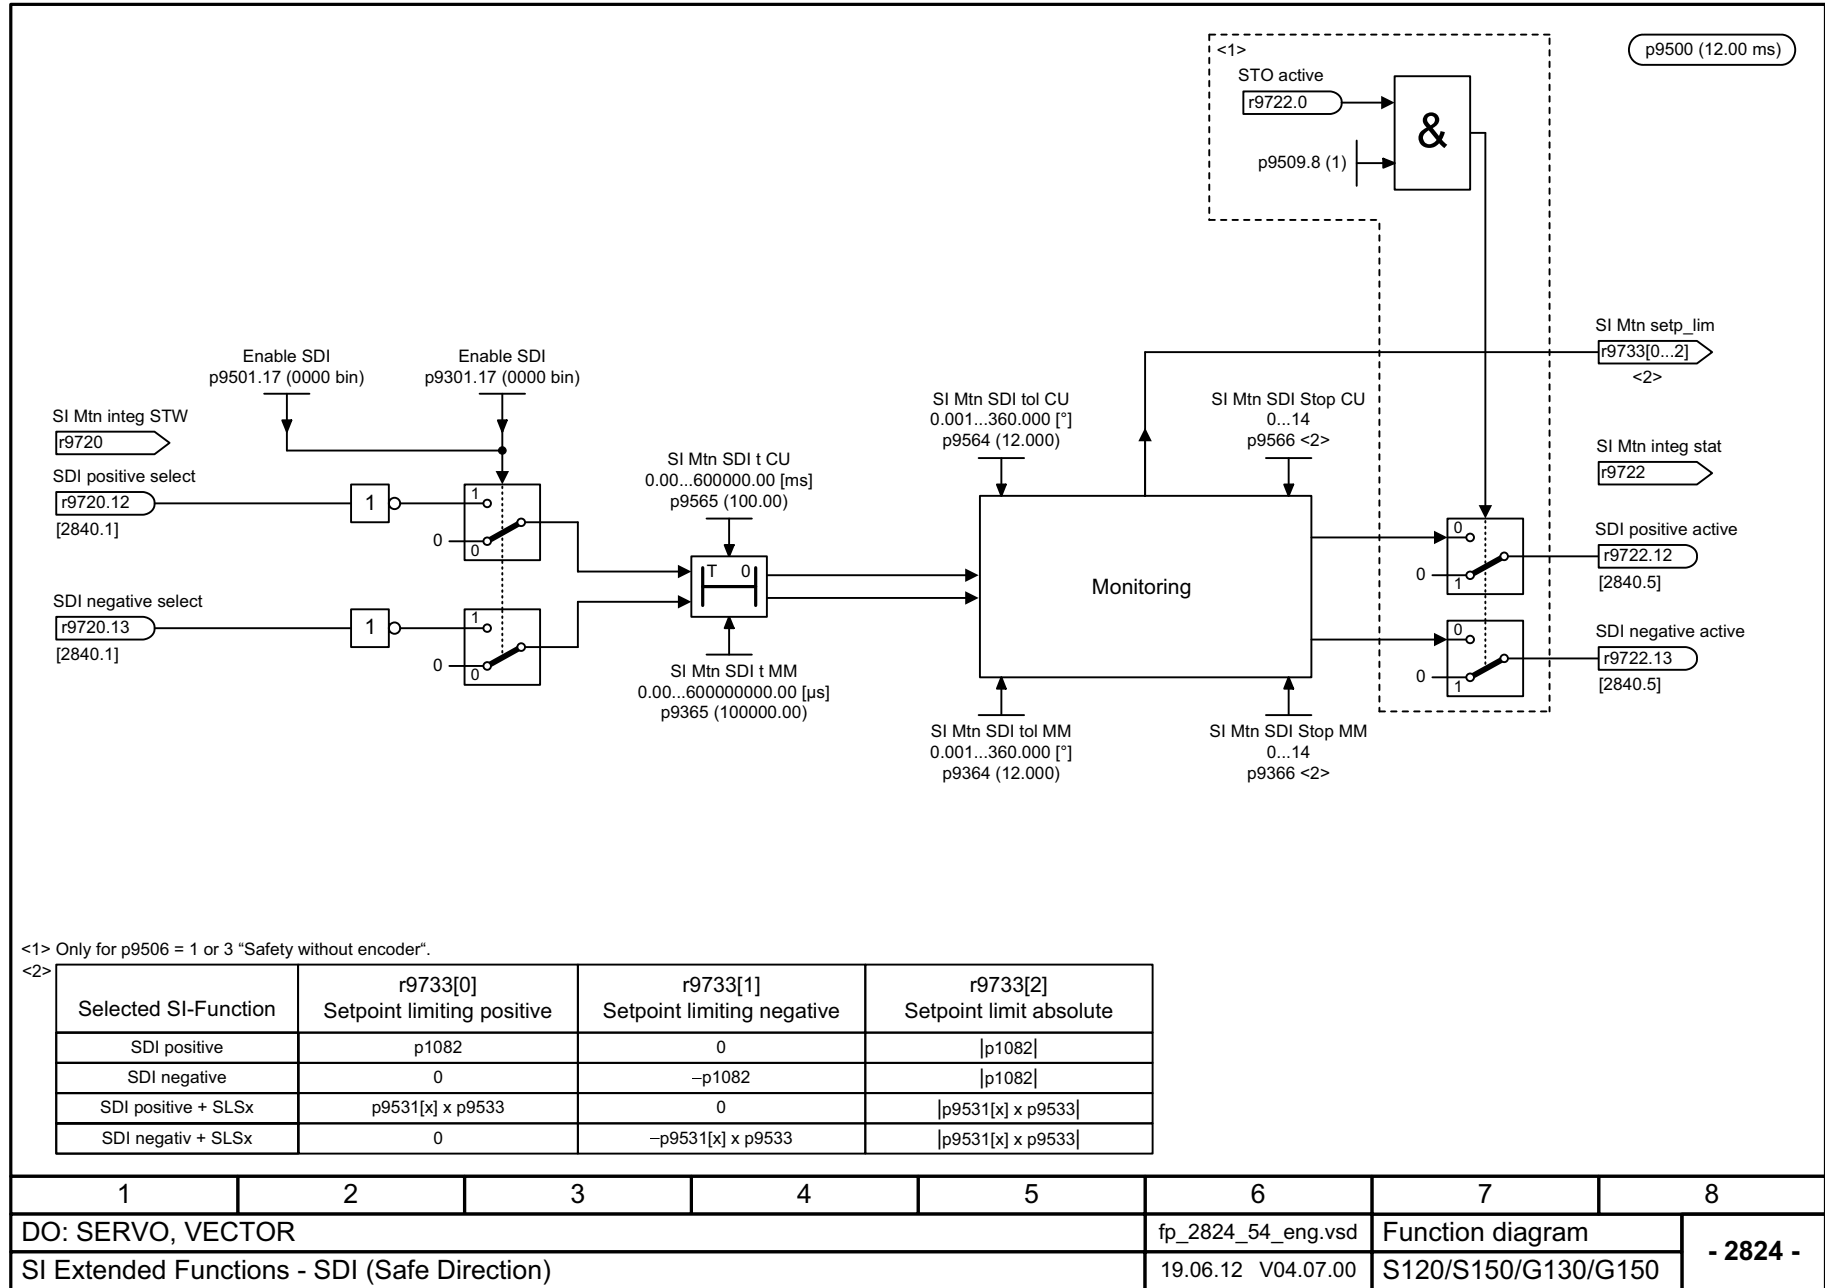 <1>
p9500 (12.00 ms)
STO active
r9722.0
&
p9509.8 (1)
SI Mtn setp_lim
r9733[0...2]
<2>
Enable SDI
p9501.17 (0000 bin)
Enable SDI
p9301.17 (0000 bin)
SI Mtn integ STW
r9720
SDI positive select
r9720.12
[2840.1]
1
1
0
0
SI Mtn SDI t CU
0.00...600000.00 [ms]
p9565 (100.00)
T 0
SI Mtn SDI tol CU
0.001...360.000 [°]
p9564 (12.000)
SI Mtn SDI Stop CU
0...14
p9566 <2>
SI Mtn integ stat
r9722
Monitoring
0
0
1
SDI positive active
r9722.12
[2840.5]
SDI negative select
r9720.13
[2840.1]
1
1
0
0
SI Mtn SDI t MM
0.00...600000000.00 [µs]
p9365 (100000.00)
0
0
1
SDI negative active
r9722.13
[2840.5]
SI Mtn SDI tol MM
0.001...360.000 [°]
p9364 (12.000)
SI Mtn SDI Stop MM
0...14
p9366 <2>
<1> Only for p9506 = 1 or 3 “Safety without encoder“.
<2>
Selected SI-Function
r9733[0]
Setpoint limiting positive
r9733[1]
Setpoint limiting negative
r9733[2]
Setpoint limit absolute
SDI positive p1082 0 |p1082|
SDI negative 0 –p1082 |p1082|
SDI positive + SLSx p9531[x] x p9533 0 |p9531[x] x p9533|
SDI negativ + SLSx 0 –p9531[x] x p9533 |p9531[x] x p9533|
1 2 3 4 5 6 7 8
DO: SERVO, VECTOR
fp_2824_54_eng.vsd
Function diagram
- 2824 -
SI Extended Functions - SDI (Safe Direction)
19.06.12 V04.07.00
S120/S150/G130/G150